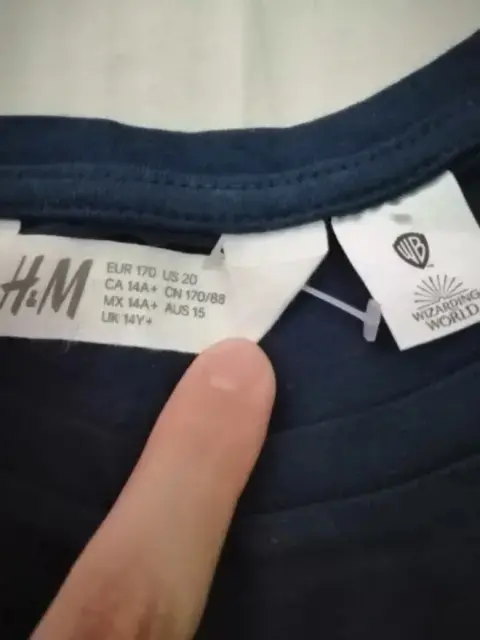 H&M
EUR 170 US 20
CA 14A+ CN 170/88
MX 14A+ AUS 15
UK 14Y+
WB
WIZARDING
WORLD